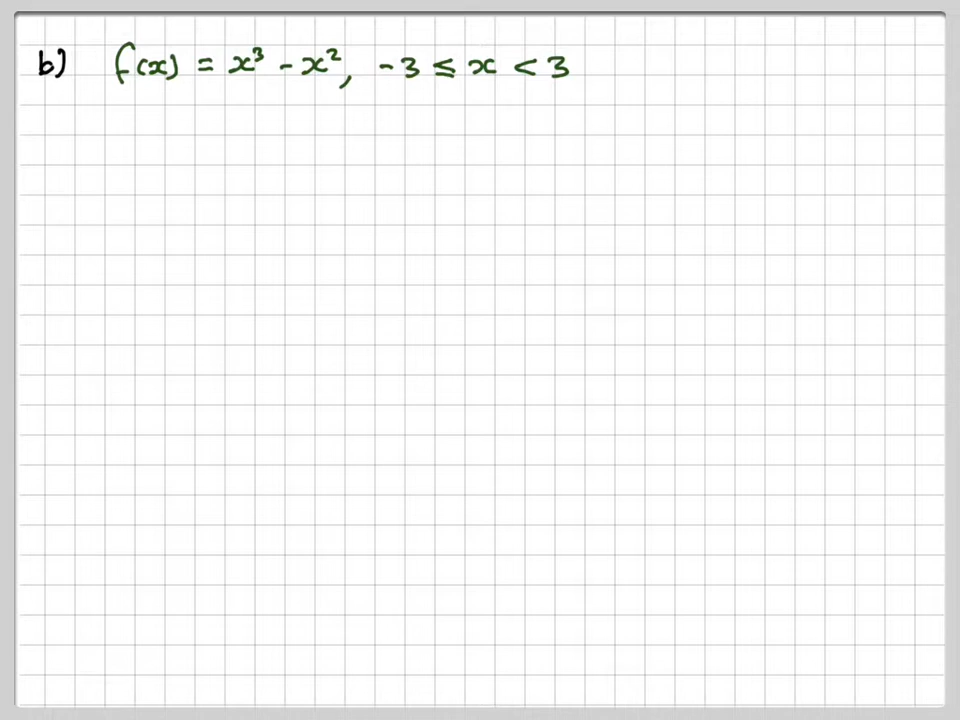 b) f(x) = x³ - x², -3 ≤ x < 3